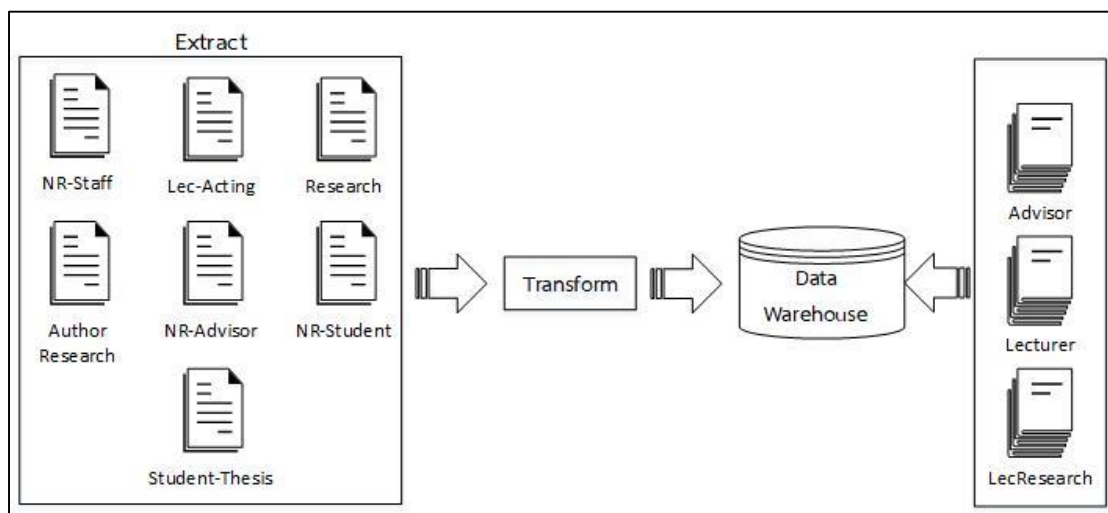 Extract
NR-Staff
Lec-Acting
Research
Author
Research
NR-Advisor
NR-Student
Student-Thesis
Transform
Data
Warehouse
Advisor
Lecturer
LecResearch